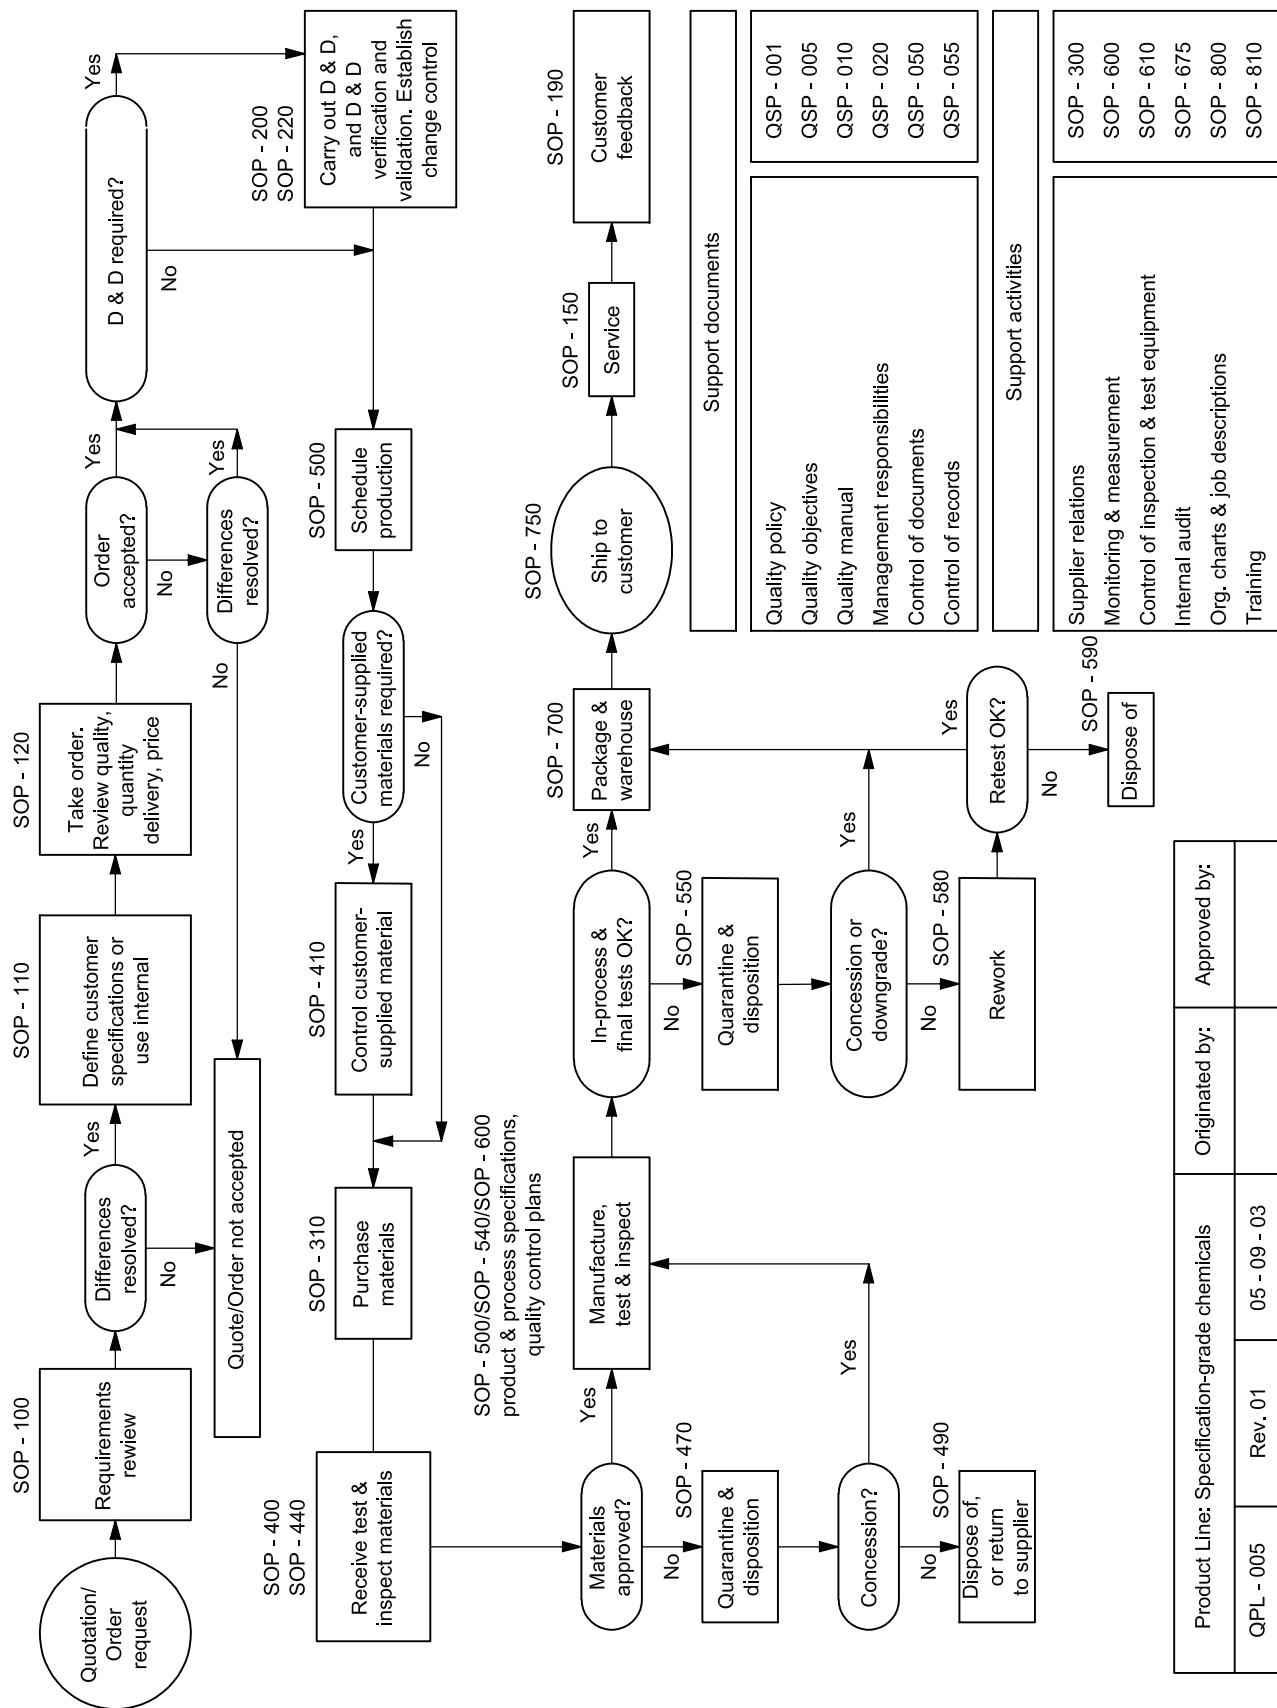 SOP - 100
SOP - 110
SOP - 120
Quotation/
Order
request
Requirements
rewiew
Differences
resolved?
Yes
No
Define customer
specifications or
use internal
Take order.
Review quality,
quantity
delivery, price
Order
accepted?
Yes
No
Differences
resolved?
Yes
No
D & D required?
Yes
No
Quote/Order not accepted
SOP - 200
SOP - 220
Carry out D & D,
and D & D
verification and
validation. Establish
change control
SOP - 500
Schedule
production
Customer-supplied
materials required?
Yes
No
SOP - 410
Control customer-
supplied material
SOP - 310
Purchase
materials
SOP - 400
SOP - 440
Receive test &
inspect materials
SOP - 500/SOP - 540/SOP - 600
product & process specifications,
quality control plans
Materials
approved?
Yes
No
Manufacture,
test & inspect
In-process &
final tests OK?
Yes
No
SOP - 700
Package &
warehouse
SOP - 750
Ship to
customer
SOP - 150
Service
SOP - 190
Customer
feedback
SOP - 470
Quarantine &
disposition
Concession?
Yes
No
SOP - 490
Dispose of,
or return
to supplier
SOP - 550
Quarantine &
disposition
Concession or
downgrade?
Yes
No
SOP - 580
Rework
Retest OK?
Yes
No
SOP - 590
Dispose of
Support documents
Quality policy QSP - 001
Quality objectives QSP - 005
Quality manual QSP - 010
Management responsibilities QSP - 020
Control of documents QSP - 050
Control of records QSP - 055
Support activities
Supplier relations SOP - 300
Monitoring & measurement SOP - 600
Control of inspection & test equipment SOP - 610
Internal audit SOP - 675
Org. charts & job descriptions SOP - 800
Training SOP - 810
Product Line: Specification-grade chemicals Originated by: Approved by:
QPL - 005 Rev. 01 05 - 09 - 03